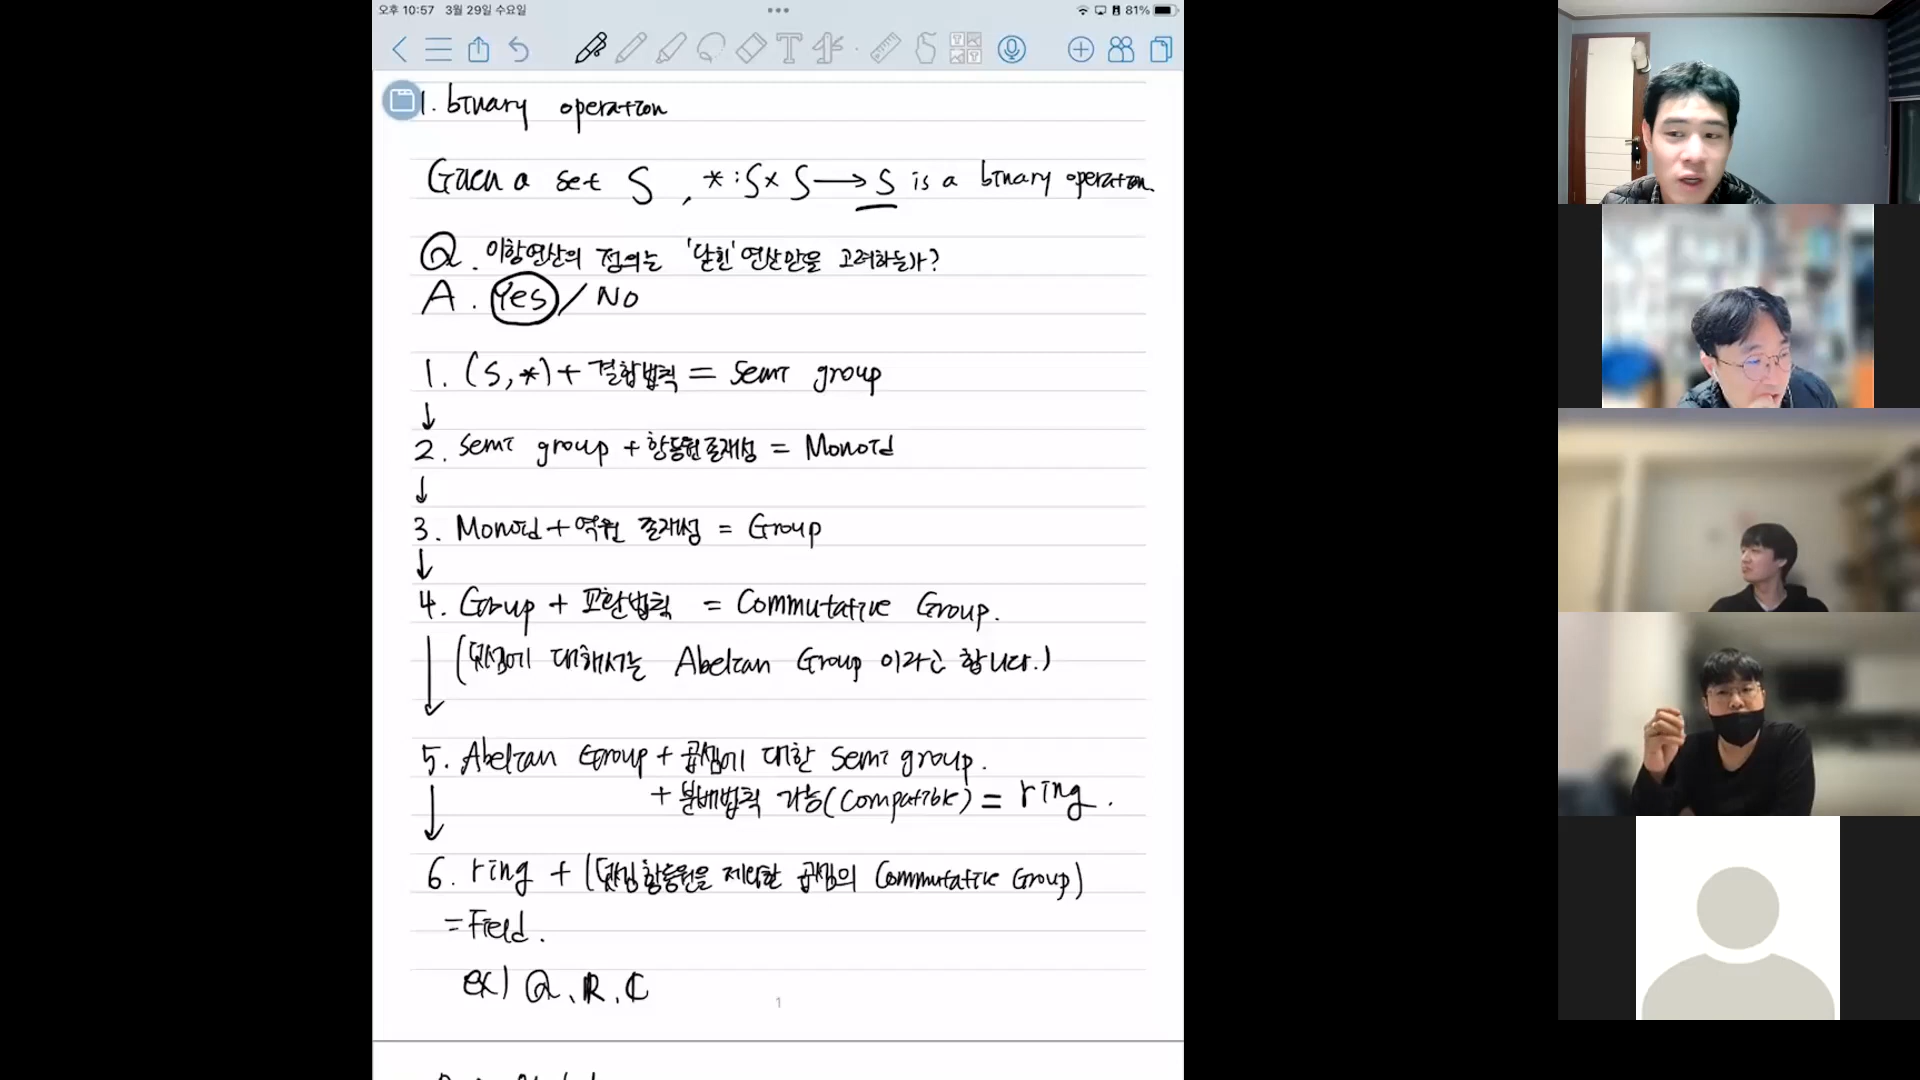 오후 10:57 3월 29일 수요일
81%
1. binary operation
Given a set S, *: S x S → S is a binary operation.
Q. 이항연산의 정의는 '닫힌' 연산만을 고려하는가?
A. Yes / No
1. (S, *) + 결합법칙 = Semi group
↓
2. Semi group + 항등원 존재성 = Monoid
↓
3. Monoid + 역원 존재성 = Group
↓
4. Group + 교환법칙 = Commutative Group.
(덧셈에 대해서는 Abelian Group 이라고 합니다.)
↓
5. Abelian Group + 곱셈에 대한 Semi group.
+ 분배법칙 가능 (Compatible) = ring.
↓
6. ring + (덧셈 항등원을 제외한 곱셈의 Commutative Group)
= Field.
ex) ℚ, ℝ, ℂ
1